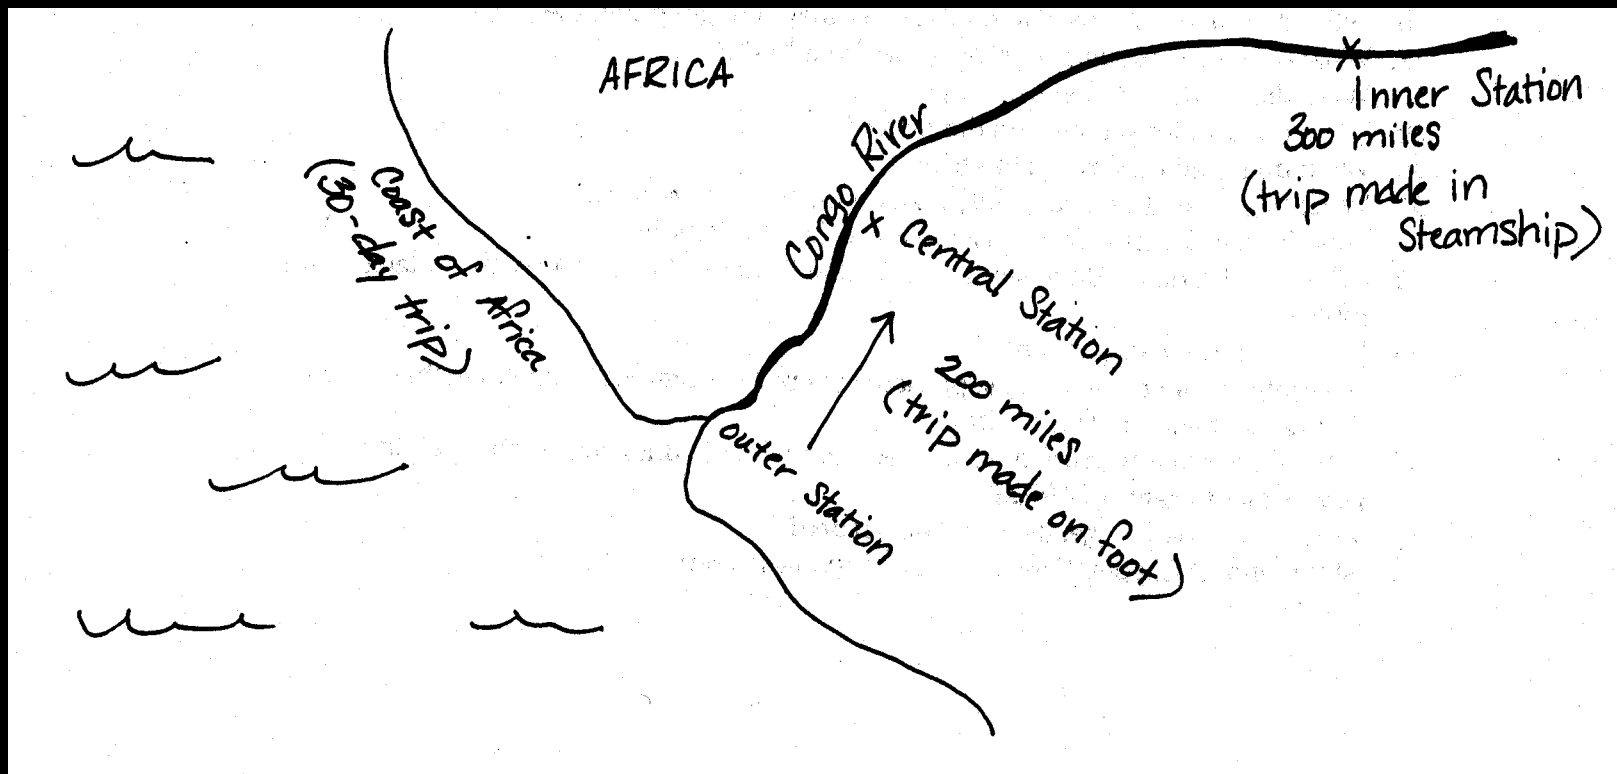 AFRICA
Inner Station
300 miles
(trip made in
Steamship)
Congo River
Coast of Africa
(30-day trip)
x Central Station
200 miles
(trip made on foot)
outer Station